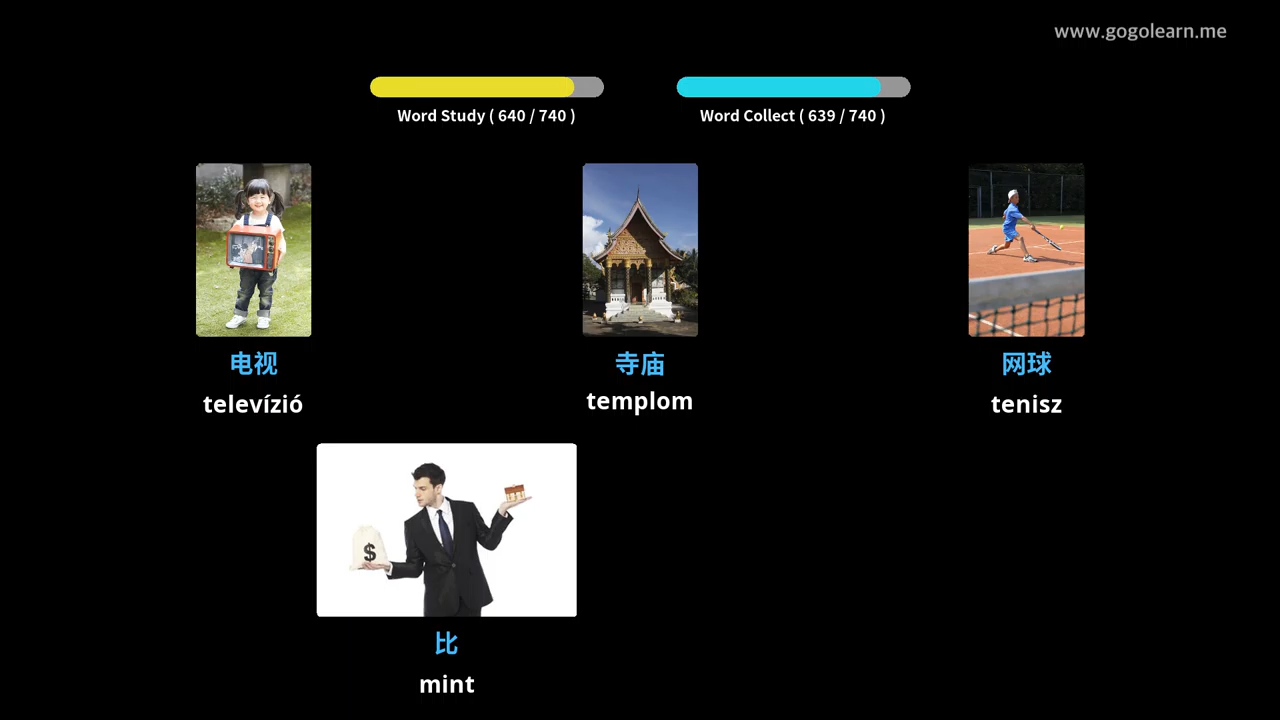 www.gogolearn.me
Word Study ( 640 / 740 )
Word Collect ( 639 / 740 )
电视
寺庙
网球
televízió
templom
tenisz
$
比
mint